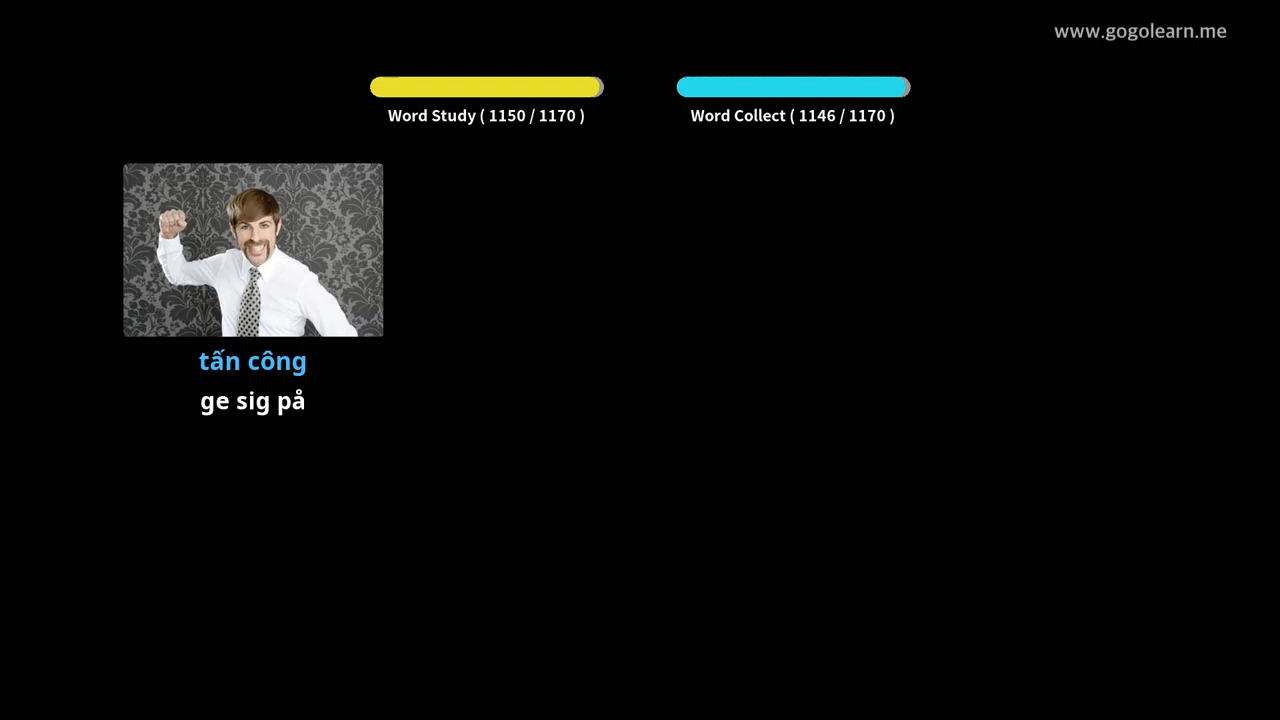 www.gogolearn.me
Word Study ( 1150 / 1170 )
Word Collect ( 1146 / 1170 )
tấn công
ge sig på